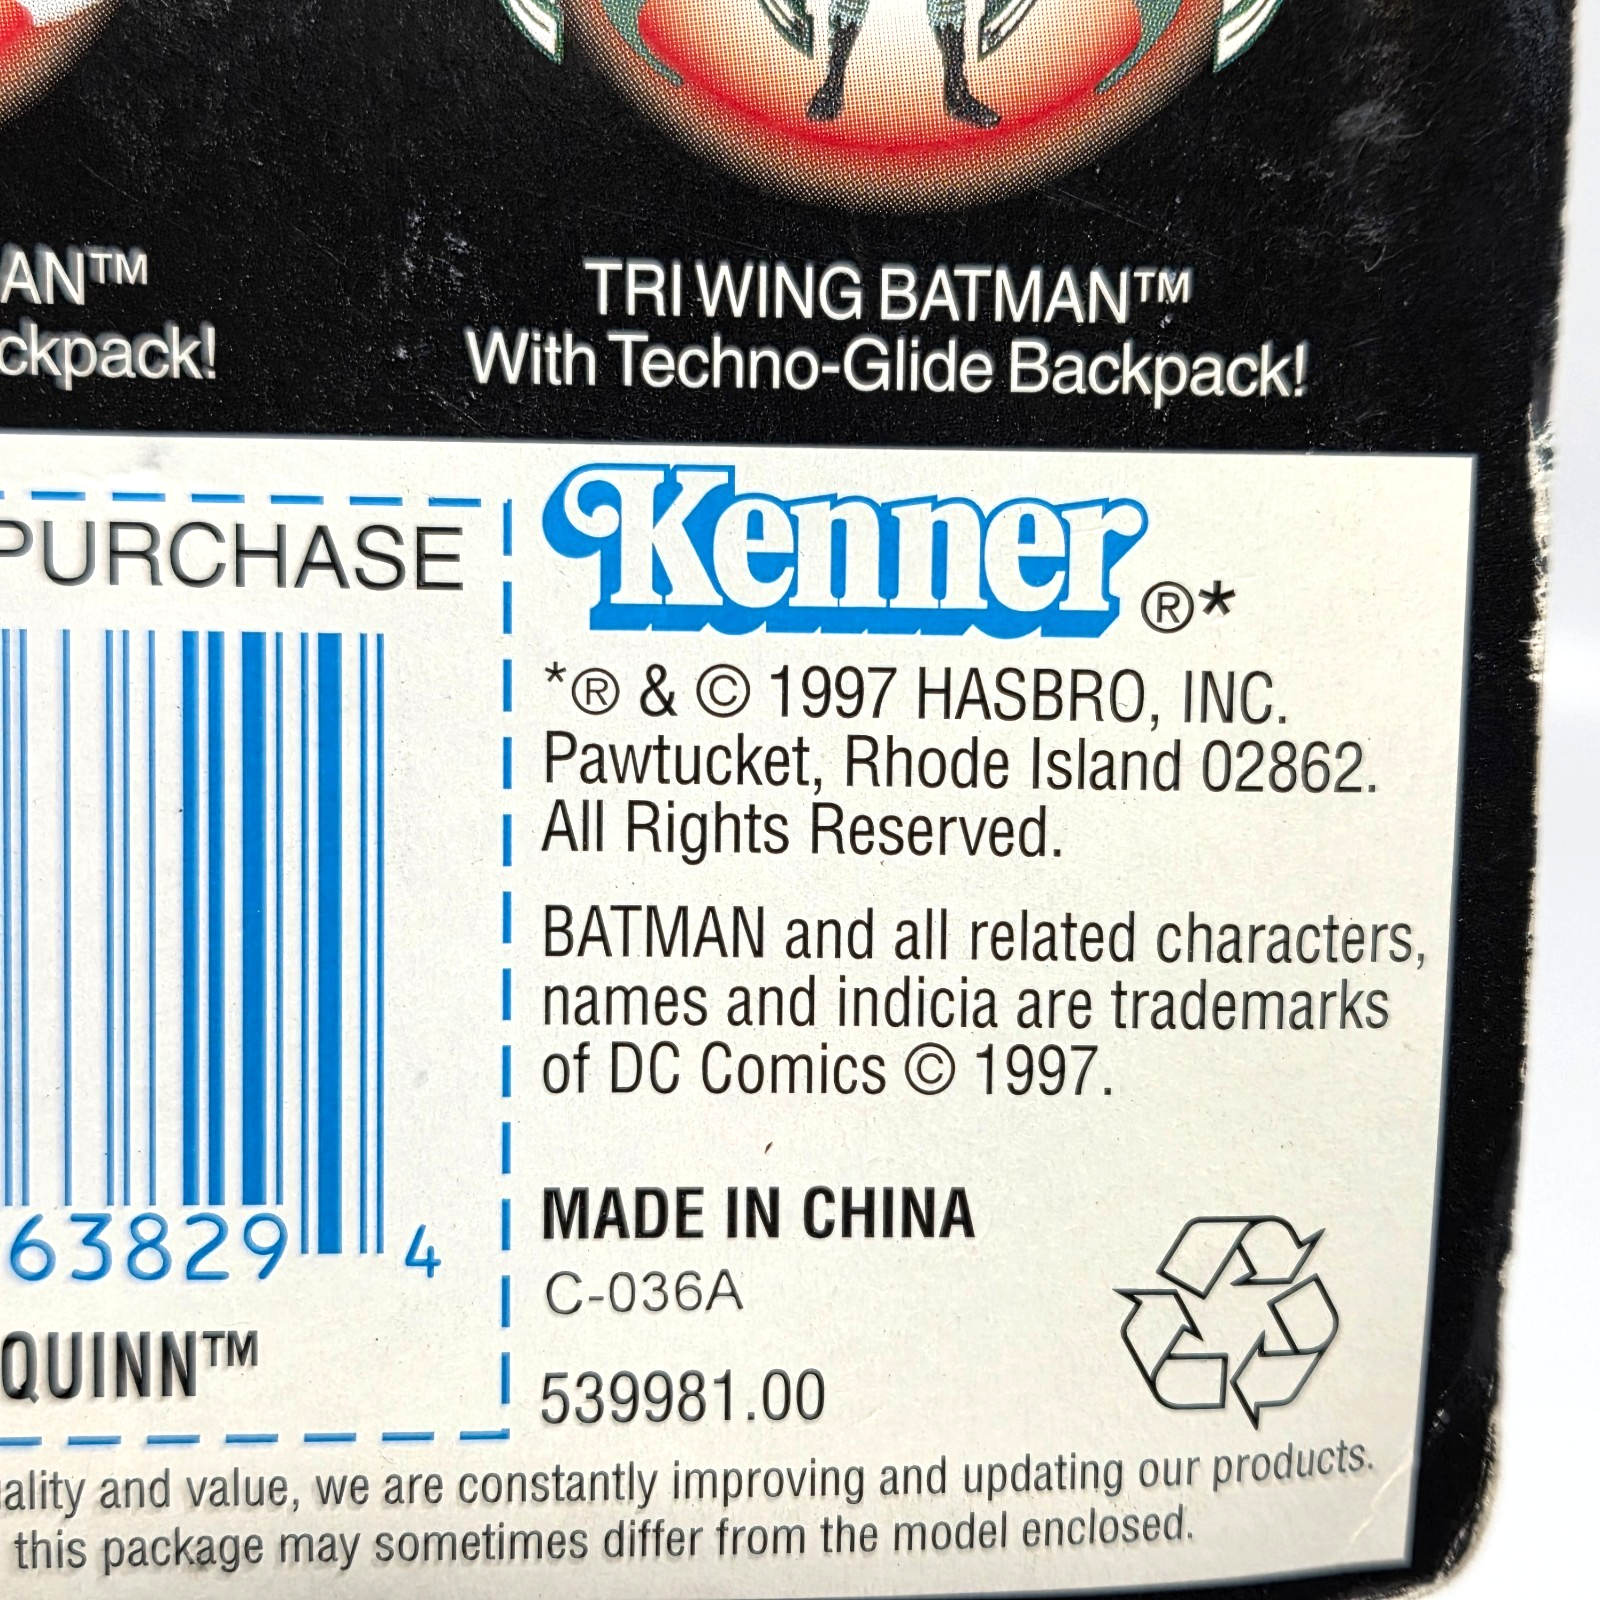 AN™
ckpack!
TRI WING BATMAN™
With Techno-Glide Backpack!
PURCHASE
63829 4
QUINN™
Kenner®*
*® & © 1997 HASBRO, INC.
Pawtucket, Rhode Island 02862.
All Rights Reserved.
BATMAN and all related characters,
names and indicia are trademarks
of DC Comics © 1997.
MADE IN CHINA
C-036A
539981.00
ality and value, we are constantly improving and updating our products.
this package may sometimes differ from the model enclosed.